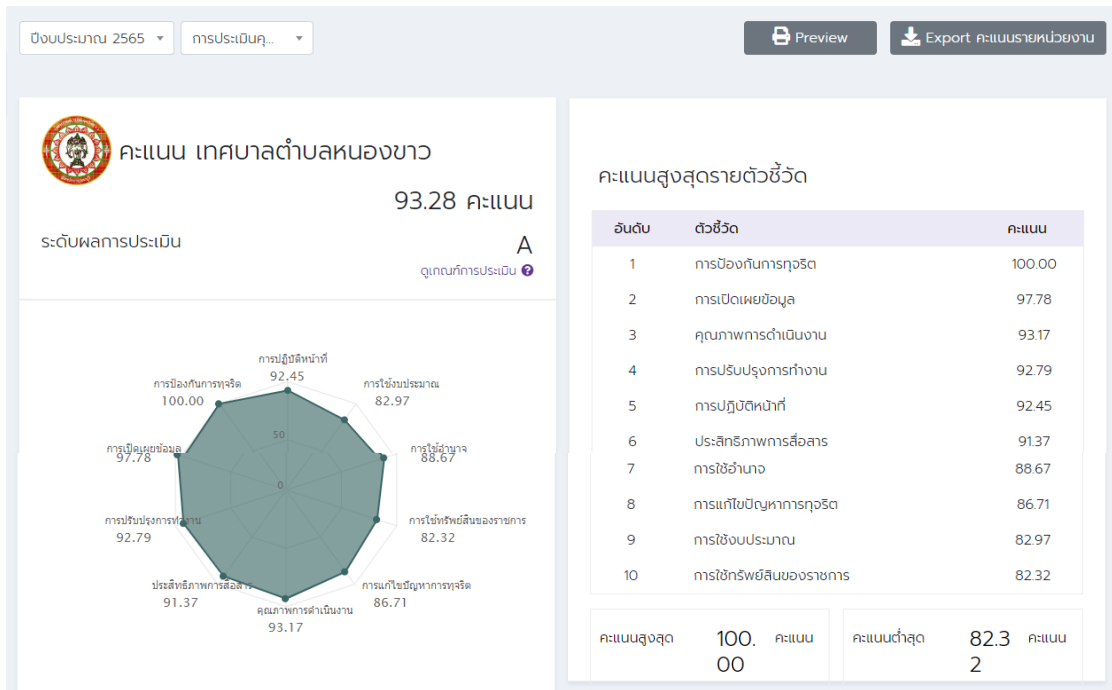 ปีงบประมาณ 2565
การประเมินคุ...
Preview
Export คะแนนรายหน่วยงาน
คะแนน เทศบาลตำบลหนองขาว
93.28 คะแนน
ระดับผลการประเมิน
A
ดูเกณฑ์การประเมิน
การปฏิบัติหน้าที่
92.45
การใช้งบประมาณ
82.97
การใช้อำนาจ
88.67
การใช้ทรัพย์สินของราชการ
82.32
การแก้ไขปัญหาการทุจริต
86.71
คุณภาพการดำเนินงาน
93.17
ประสิทธิภาพการสื่อสาร
91.37
การปรับปรุงการทำงาน
92.79
การเปิดเผยข้อมูล
97.78
การป้องกันการทุจริต
100.00
50
0
คะแนนสูงสุดรายตัวชี้วัด
อันดับ ตัวชี้วัด คะแนน
1 การป้องกันการทุจริต 100.00
2 การเปิดเผยข้อมูล 97.78
3 คุณภาพการดำเนินงาน 93.17
4 การปรับปรุงการทำงาน 92.79
5 การปฏิบัติหน้าที่ 92.45
6 ประสิทธิภาพการสื่อสาร 91.37
7 การใช้อำนาจ 88.67
8 การแก้ไขปัญหาการทุจริต 86.71
9 การใช้งบประมาณ 82.97
10 การใช้ทรัพย์สินของราชการ 82.32
คะแนนสูงสุด 100. คะแนน
00
คะแนนต่ำสุด 82.3 คะแนน
2